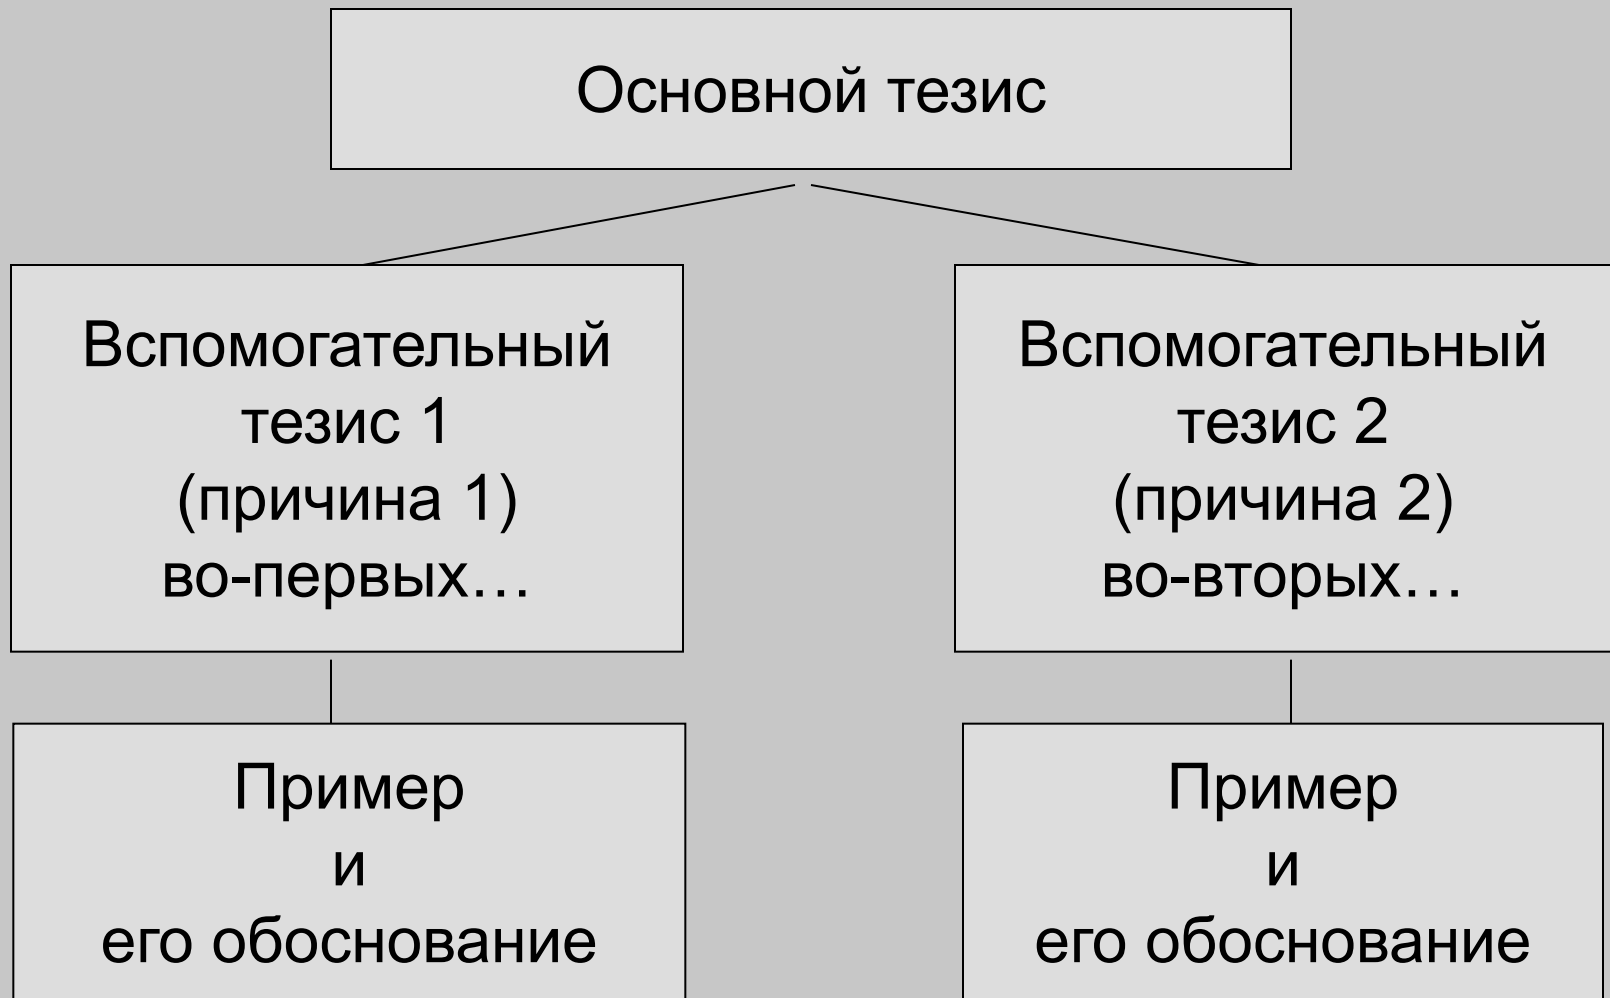 Основной тезис
Вспомогательный
тезис 1
(причина 1)
во-первых…
Вспомогательный
тезис 2
(причина 2)
во-вторых…
Пример
и
его обоснование
Пример
и
его обоснование